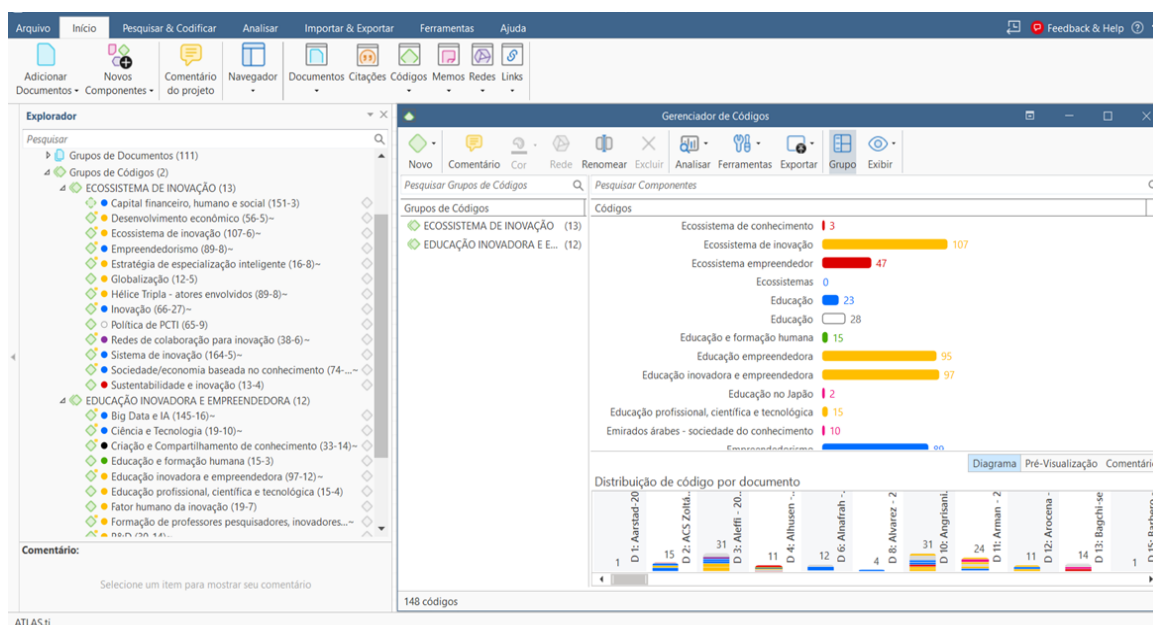 Arquivo Início Pesquisar & Codificar Analisar Importar & Exportar Ferramentas Ajuda Feedback & Help
Adicionar Documentos
Novos Componentes
Comentário do projeto
Navegador
Documentos Citações Códigos Memos Redes Links
Explorador
Pesquisar
Grupos de Documentos (111)
Grupos de Códigos (2)
ECOSSISTEMA DE INOVAÇÃO (13)
Capital financeiro, humano e social (151-3)
Desenvolvimento econômico (56-5)~
Ecossistema de inovação (107-6)~
Empreendedorismo (89-8)~
Estratégia de especialização inteligente (16-8)~
Globalização (12-5)
Hélice Tripla - atores envolvidos (89-8)~
Inovação (66-27)~
Política de PCTI (65-9)
Redes de colaboração para inovação (38-6)~
Sistema de inovação (164-5)~
Sociedade/economia baseada no conhecimento (74-...~
Sustentabilidade e inovação (13-4)
EDUCAÇÃO INOVADORA E EMPREENDEDORA (12)
Big Data e IA (145-16)~
Ciência e Tecnologia (19-10)~
Criação e Compartilhamento de conhecimento (33-14)~
Educação e formação humana (15-3)
Educação inovadora e empreendedora (97-12)~
Educação profissional, científica e tecnológica (15-4)
Fator humano da inovação (19-7)
Formação de professores pesquisadores, inovadores...~
Comentário:
Selecione um item para mostrar seu comentário
ATLAS.ti
Gerenciador de Códigos
Novo Comentário Cor Rede Renomear Excluir Analisar Ferramentas Exportar Grupo Exibir
Pesquisar Grupos de Códigos
Pesquisar Componentes
Grupos de Códigos
ECOSSISTEMA DE INOVAÇÃO (13)
EDUCAÇÃO INOVADORA E E... (12)
Códigos
Ecossistema de conhecimento 3
Ecossistema de inovação 107
Ecossistema empreendedor 47
Ecossistemas 0
Educação 23
Educação 28
Educação e formação humana 15
Educação empreendedora 95
Educação inovadora e empreendedora 97
Educação no Japão 2
Educação profissional, científica e tecnológica 15
Emirados árabes - sociedade do conhecimento 10
Empreendedorismo 89
Diagrama Pré-Visualização Comentário
Distribuição de código por documento
1 D 1: Aarstad-20
15 D 2: ACS Zoltá..
31 D 3: Aleffi - 20..
11 D 4: Alhusen -..
12 D 6: Alnafrah -..
4 D 8: Alvarez - 2
31 D 10: Angrisani.
24 D 11: Arman - 2
11 D 12: Arocena -
14 D 13: Bagchi-se
1 D 15: Barbero -
148 códigos